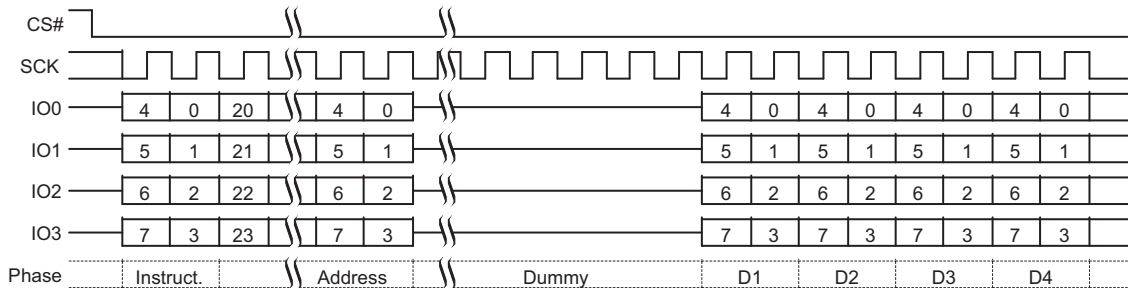 CS#
SCK
IO0 4 0 20 4 0 4 0 4 0 4 0 4 0
IO1 5 1 21 5 1 5 1 5 1 5 1 5 1
IO2 6 2 22 6 2 6 2 6 2 6 2 6 2
IO3 7 3 23 7 3 7 3 7 3 7 3 7 3
Phase Instruct. Address Dummy D1 D2 D3 D4